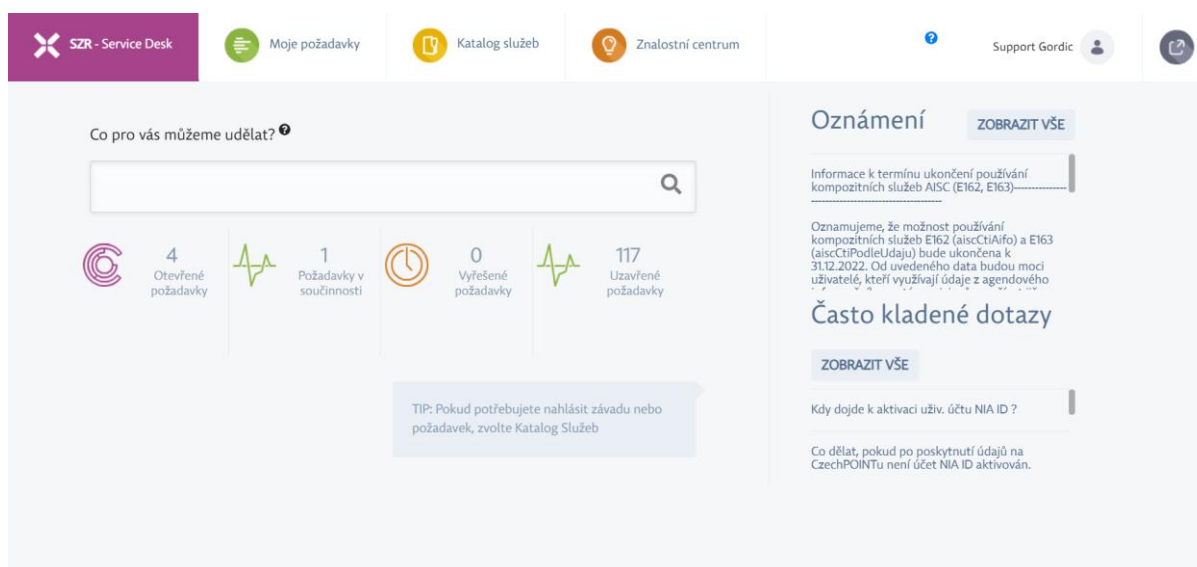 SZR - Service Desk
Moje požadavky
Katalog služeb
Znalostní centrum
Support Gordic
Co pro vás můžeme udělat?
4
Otevřené
požadavky
1
Požadavky v
součinnosti
0
Vyřešené
požadavky
117
Uzavřené
požadavky
TIP: Pokud potřebujete nahlásit závadu nebo
požadavek, zvolte Katalog Služeb
Oznámení
ZOBRAZIT VŠE
Informace k termínu ukončení používání
kompozitních služeb AISC (E162, E163)---------------
-------------------------------------
Oznamujeme, že možnost používání
kompozitních služeb E162 (aiscCtiAifo) a E163
(aiscCtiPodleUdaju) bude ukončena k
31.12.2022. Od uvedeného data budou moci
uživatelé, kteří využívají údaje z agendového
Často kladené dotazy
ZOBRAZIT VŠE
Kdy dojde k aktivaci uživ. účtu NIA ID ?
Co dělat, pokud po poskytnutí údajů na
CzechPOINTu není účet NIA ID aktivován.